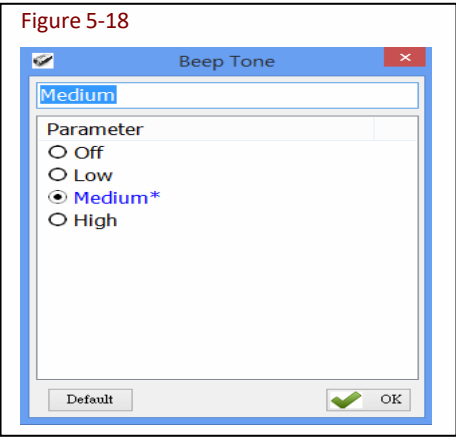 Figure 5-18
Beep Tone
Medium
Parameter
Off
Low
Medium*
High
Default OK